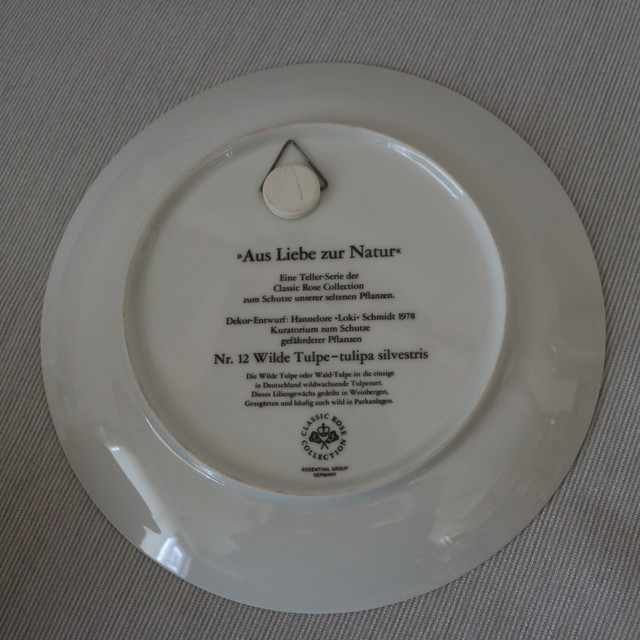 »Aus Liebe zur Natur«
Eine Teller-Serie der
Classic Rose Collection
zum Schutze unserer seltenen Pflanzen.
Dekor-Entwurf: Hannelore »Loki« Schmidt 1978
Kuratorium zum Schutze
gefährdeter Pflanzen
Nr. 12 Wilde Tulpe–tulipa silvestris
Die Wilde Tulpe oder Wald-Tulpe ist die einzige
in Deutschland wildwachsende Tulpenart.
Dieses Liliengewächs gedeiht in Weinbergen,
Grasgärten und häufig auch wild in Parkanlagen.
CLASSIC ROSE
COLLECTION
ROSENTHAL GROUP
GERMANY